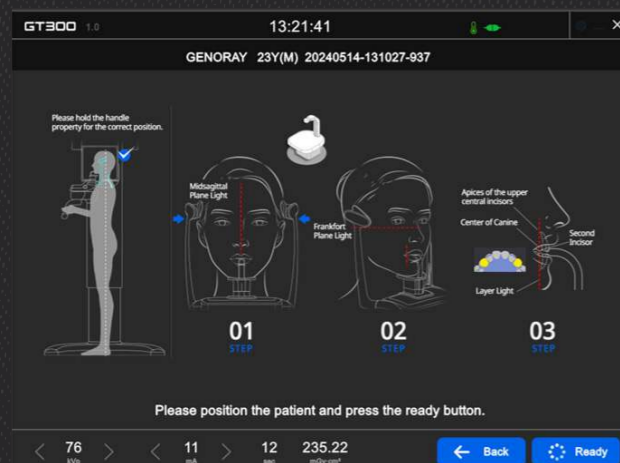 GT300 1.0
13:21:41
GENORAY 23Y(M) 20240514-131027-937
Please hold the handle
property for the correct position.
Midsagittal
Plane Light
01
STEP
Frankfort
Plane Light
02
STEP
Apices of the upper
central incisors
Center of Canine
Second
Incisor
Layer Light
03
STEP
Please position the patient and press the ready button.
76
kVp
11
mA
12
sec
235.22
mGy·cm²
Back
Ready